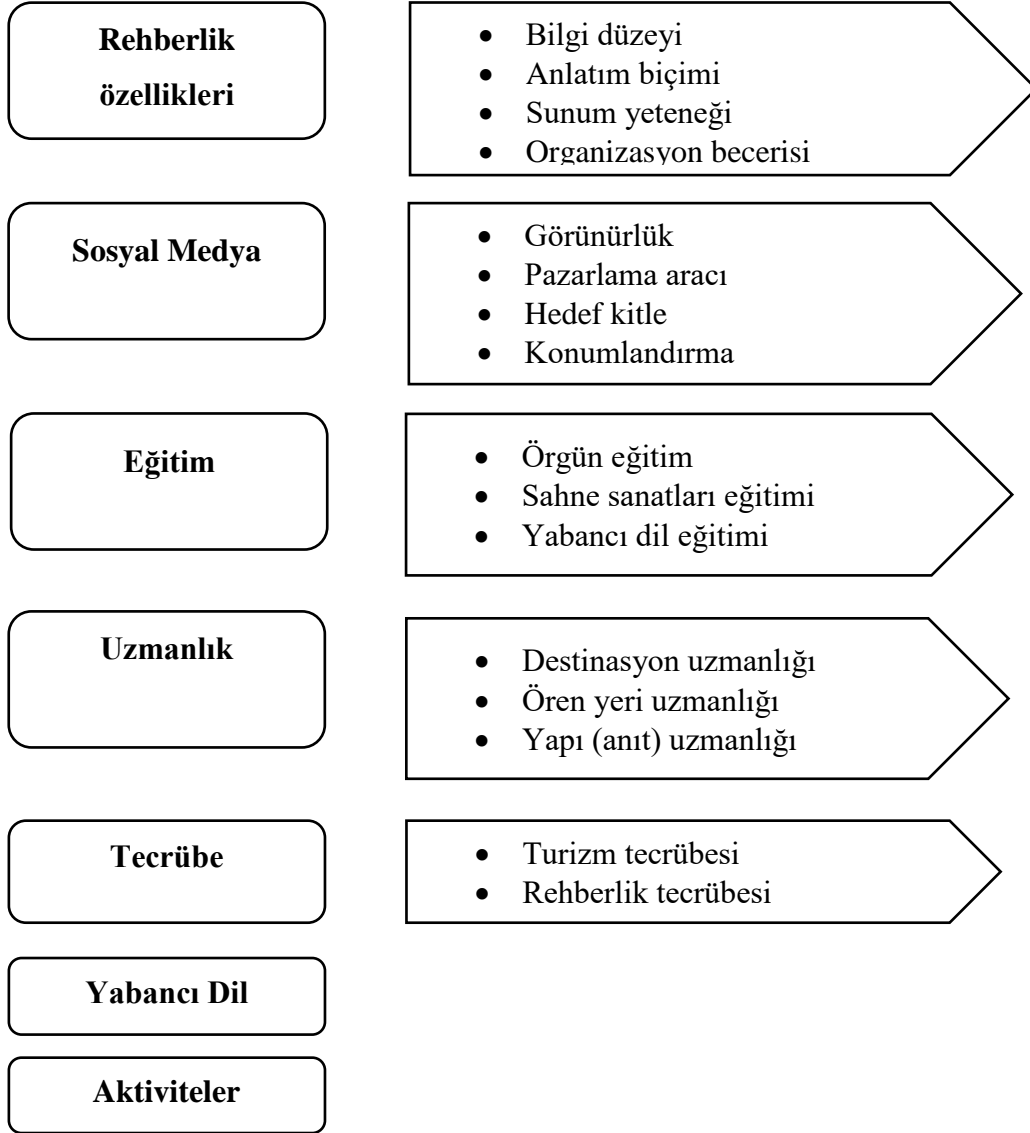 Rehberlik
özellikleri
• Bilgi düzeyi
• Anlatım biçimi
• Sunum yeteneği
• Organizasyon becerisi
Sosyal Medya
• Görünürlük
• Pazarlama aracı
• Hedef kitle
• Konumlandırma
Eğitim
• Örgün eğitim
• Sahne sanatları eğitimi
• Yabancı dil eğitimi
Uzmanlık
• Destinasyon uzmanlığı
• Ören yeri uzmanlığı
• Yapı (anıt) uzmanlığı
Tecrübe
• Turizm tecrübesi
• Rehberlik tecrübesi
Yabancı Dil
Aktiviteler